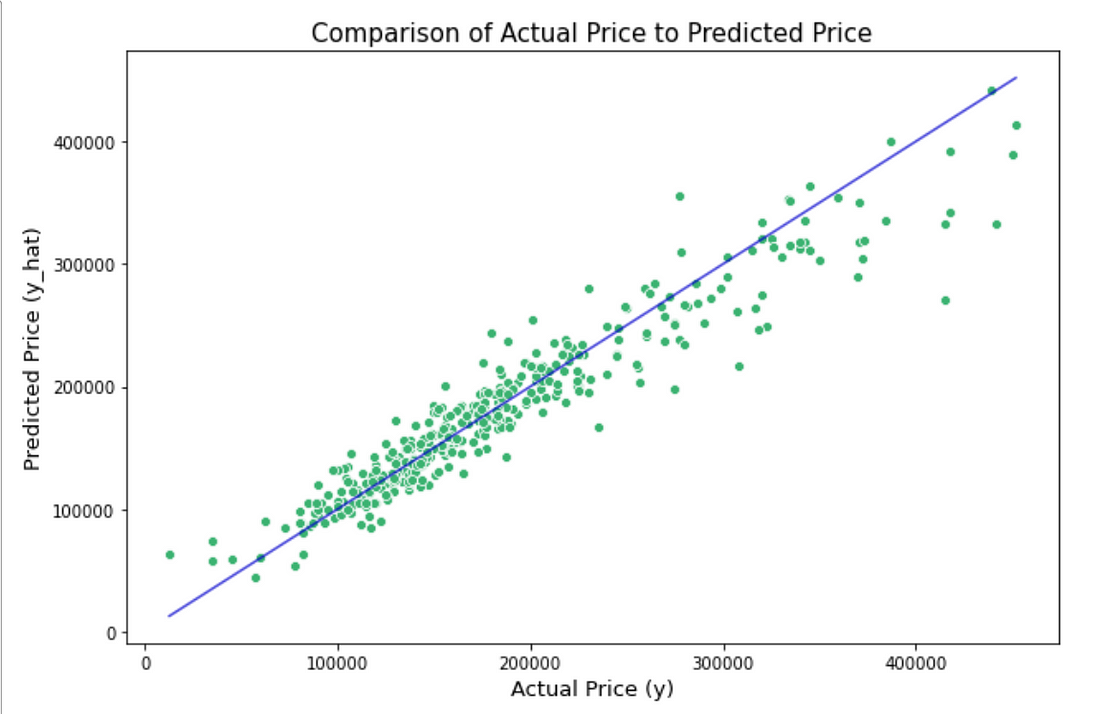 Comparison of Actual Price to Predicted Price
400000
300000
200000
100000
0
Predicted Price (y_hat)
0 100000 200000 300000 400000
Actual Price (y)